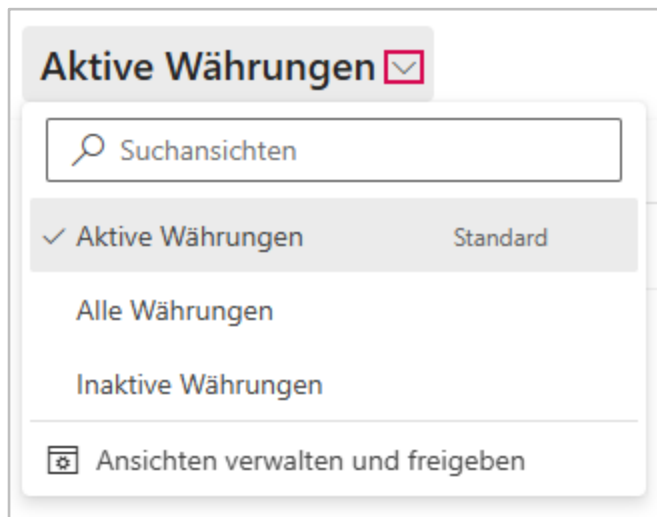 Aktive Währungen
Suchansichten
Aktive Währungen Standard
Alle Währungen
Inaktive Währungen
Ansichten verwalten und freigeben